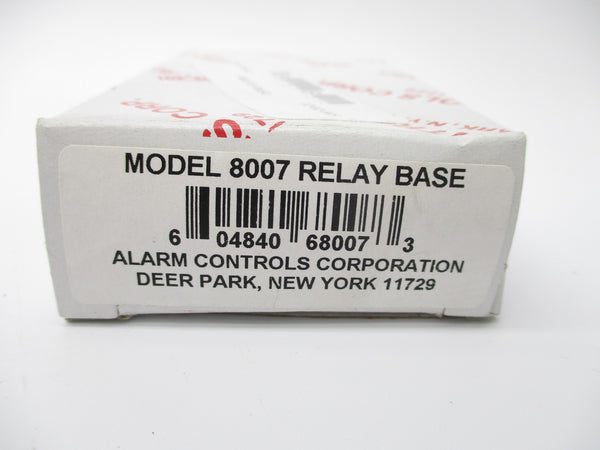 MODEL 8007 RELAY BASE
6 04840 68007 3
ALARM CONTROLS CORPORATION
DEER PARK, NEW YORK 11729